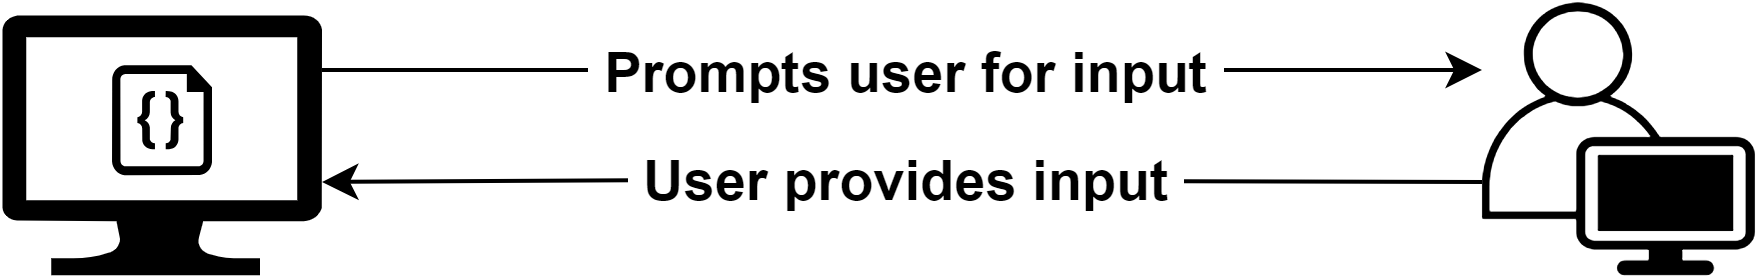 { }
Prompts user for input
User provides input